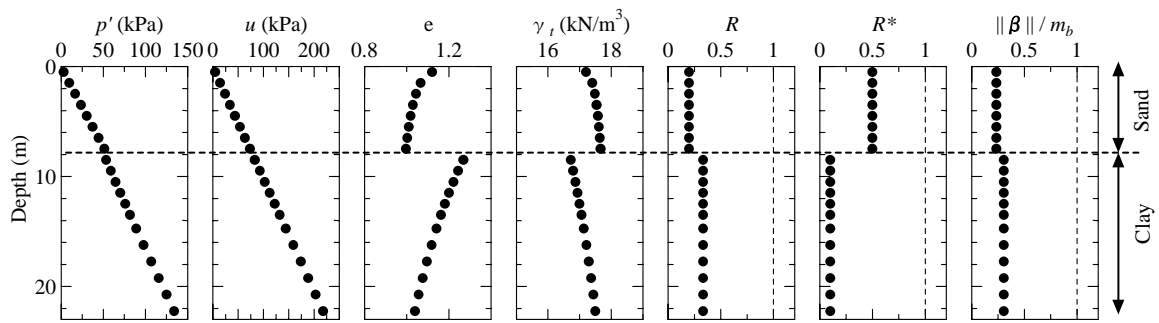 p' (kPa) u (kPa) e γ t (kN/m3) R R* || β || / mb
0 50 100 150 0 100 200 0.8 1.2 16 18 0 0.5 1 0 0.5 1 0 0.5 1
0
10
20
Depth (m)
Sand
Clay